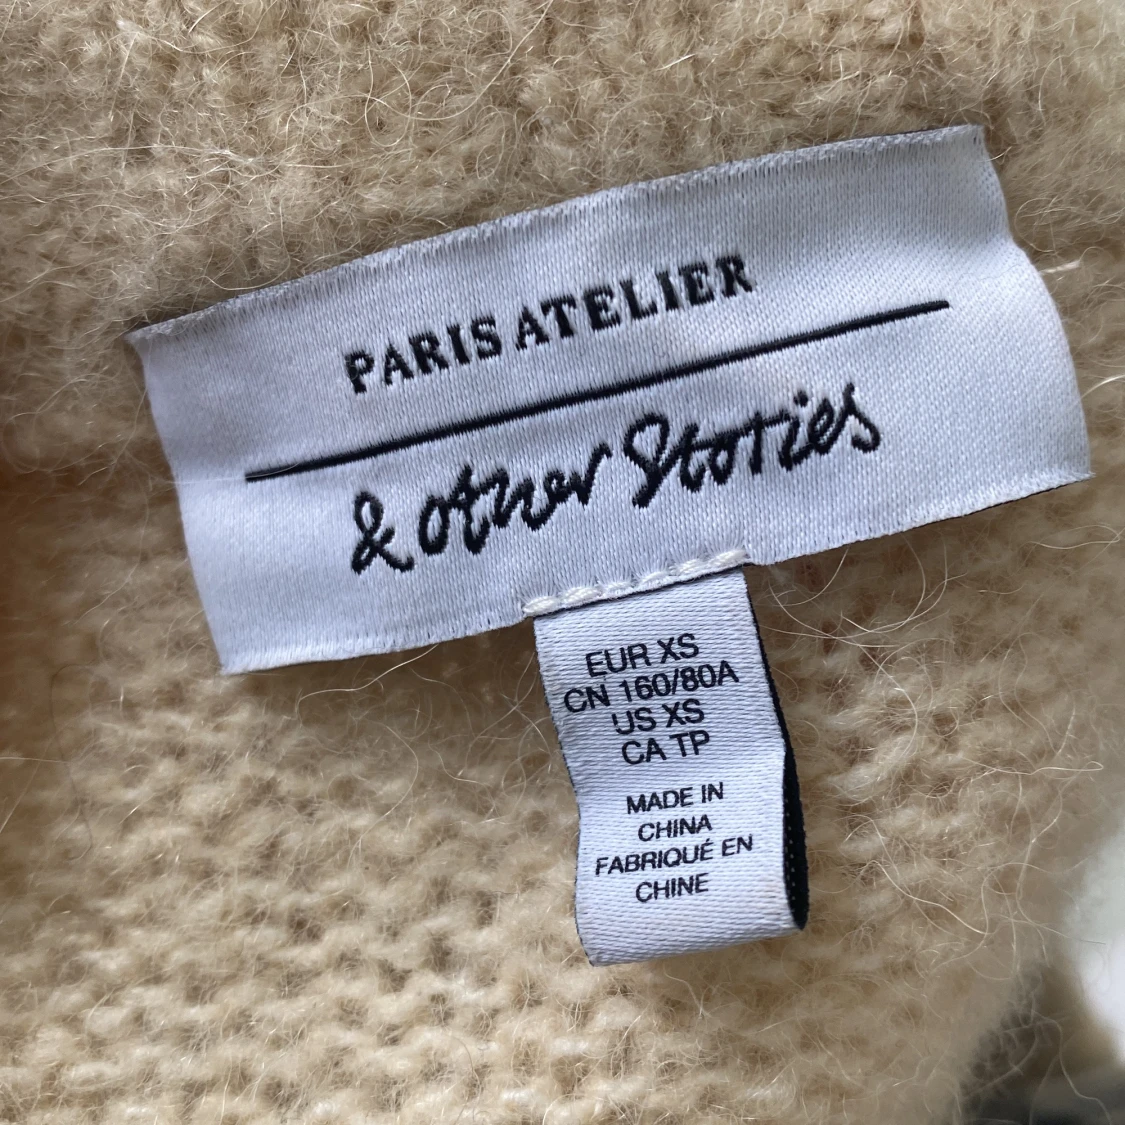 PARIS ATELIER
& other Stories
EUR XS
CN 160/80A
US XS
CA TP
MADE IN
CHINA
FABRIQUÉ EN
CHINE